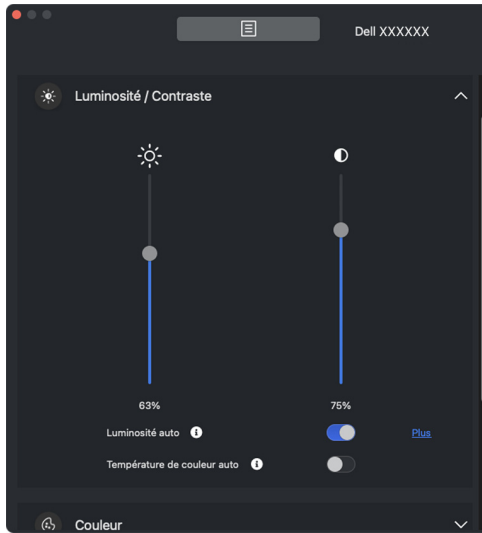 Dell XXXXXX
Luminosité / Contraste
63% 75%
Luminosité auto Plus
Température de couleur auto
Couleur